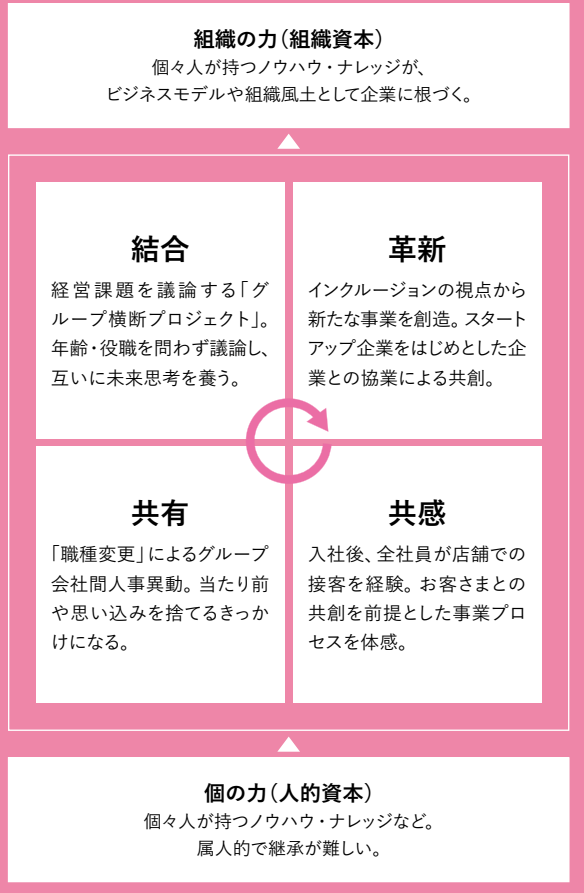 組織の力（組織資本）
個々人が持つノウハウ・ナレッジが、
ビジネスモデルや組織風土として企業に根づく。
結合
経営課題を議論する「グ
ループ横断プロジェクト」。
年齢・役職を問わず議論し、
互いに未来思考を養う。
革新
インクルージョンの視点から
新たな事業を創造。スタート
アップ企業をはじめとした企
業との協業による共創。
共有
「職種変更」によるグループ
会社間人事異動。当たり前
や思い込みを捨てるきっか
けになる。
共感
入社後、全社員が店舗での
接客を経験。お客さまとの
共創を前提とした事業プロ
セスを体感。
個の力（人的資本）
個々人が持つノウハウ・ナレッジなど。
属人的で継承が難しい。